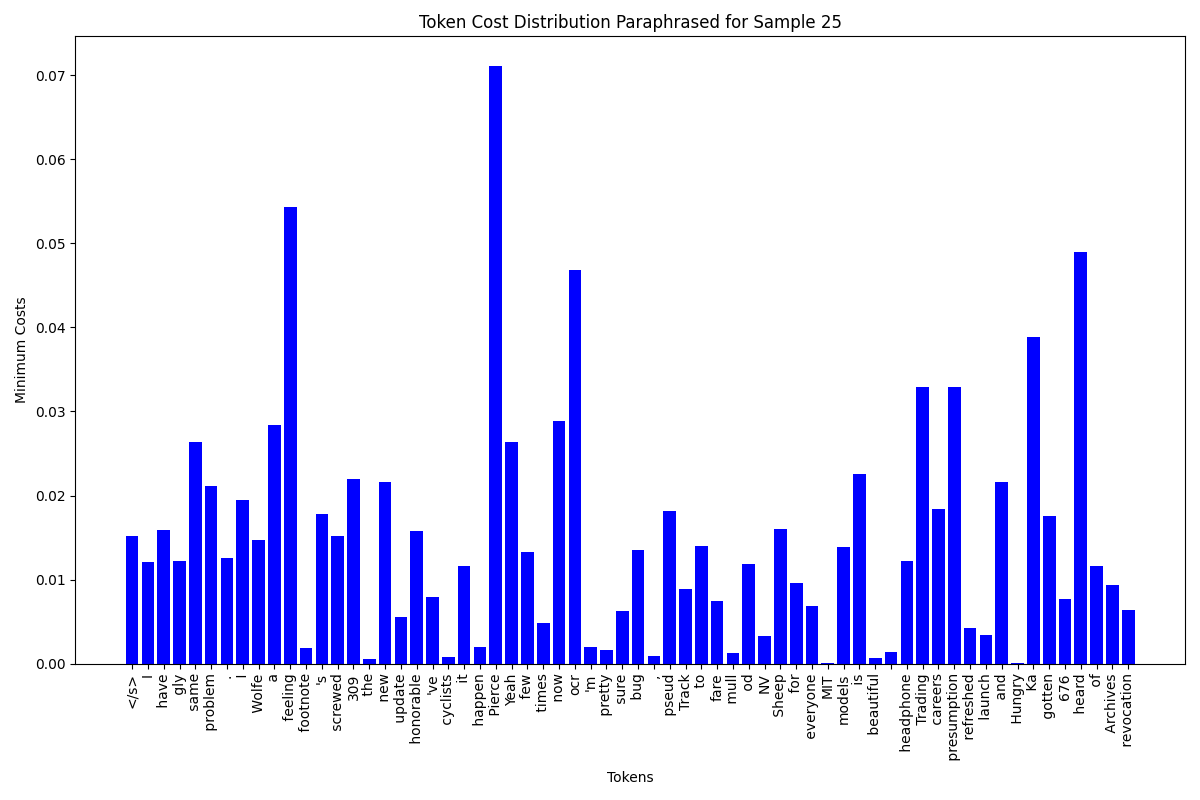 Token Cost Distribution Paraphrased for Sample 25
Minimum Costs
0.07
0.06
0.05
0.04
0.03
0.02
0.01
0.00
</s>
I
have
gly
same
problem
.
I
Wolfe
a
feeling
footnote
's
screwed
309
the
new
update
honorable
've
cyclists
it
happen
Pierce
Yeah
few
times
now
ocr
'm
pretty
sure
bug
,
pseud
Track
to
fare
mull
od
NV
Sheep
for
everyone
MIT
models
is
beautiful
headphone
Trading
careers
presumption
refreshed
launch
and
Hungry
Ka
gotten
676
heard
of
Archives
revocation
Tokens